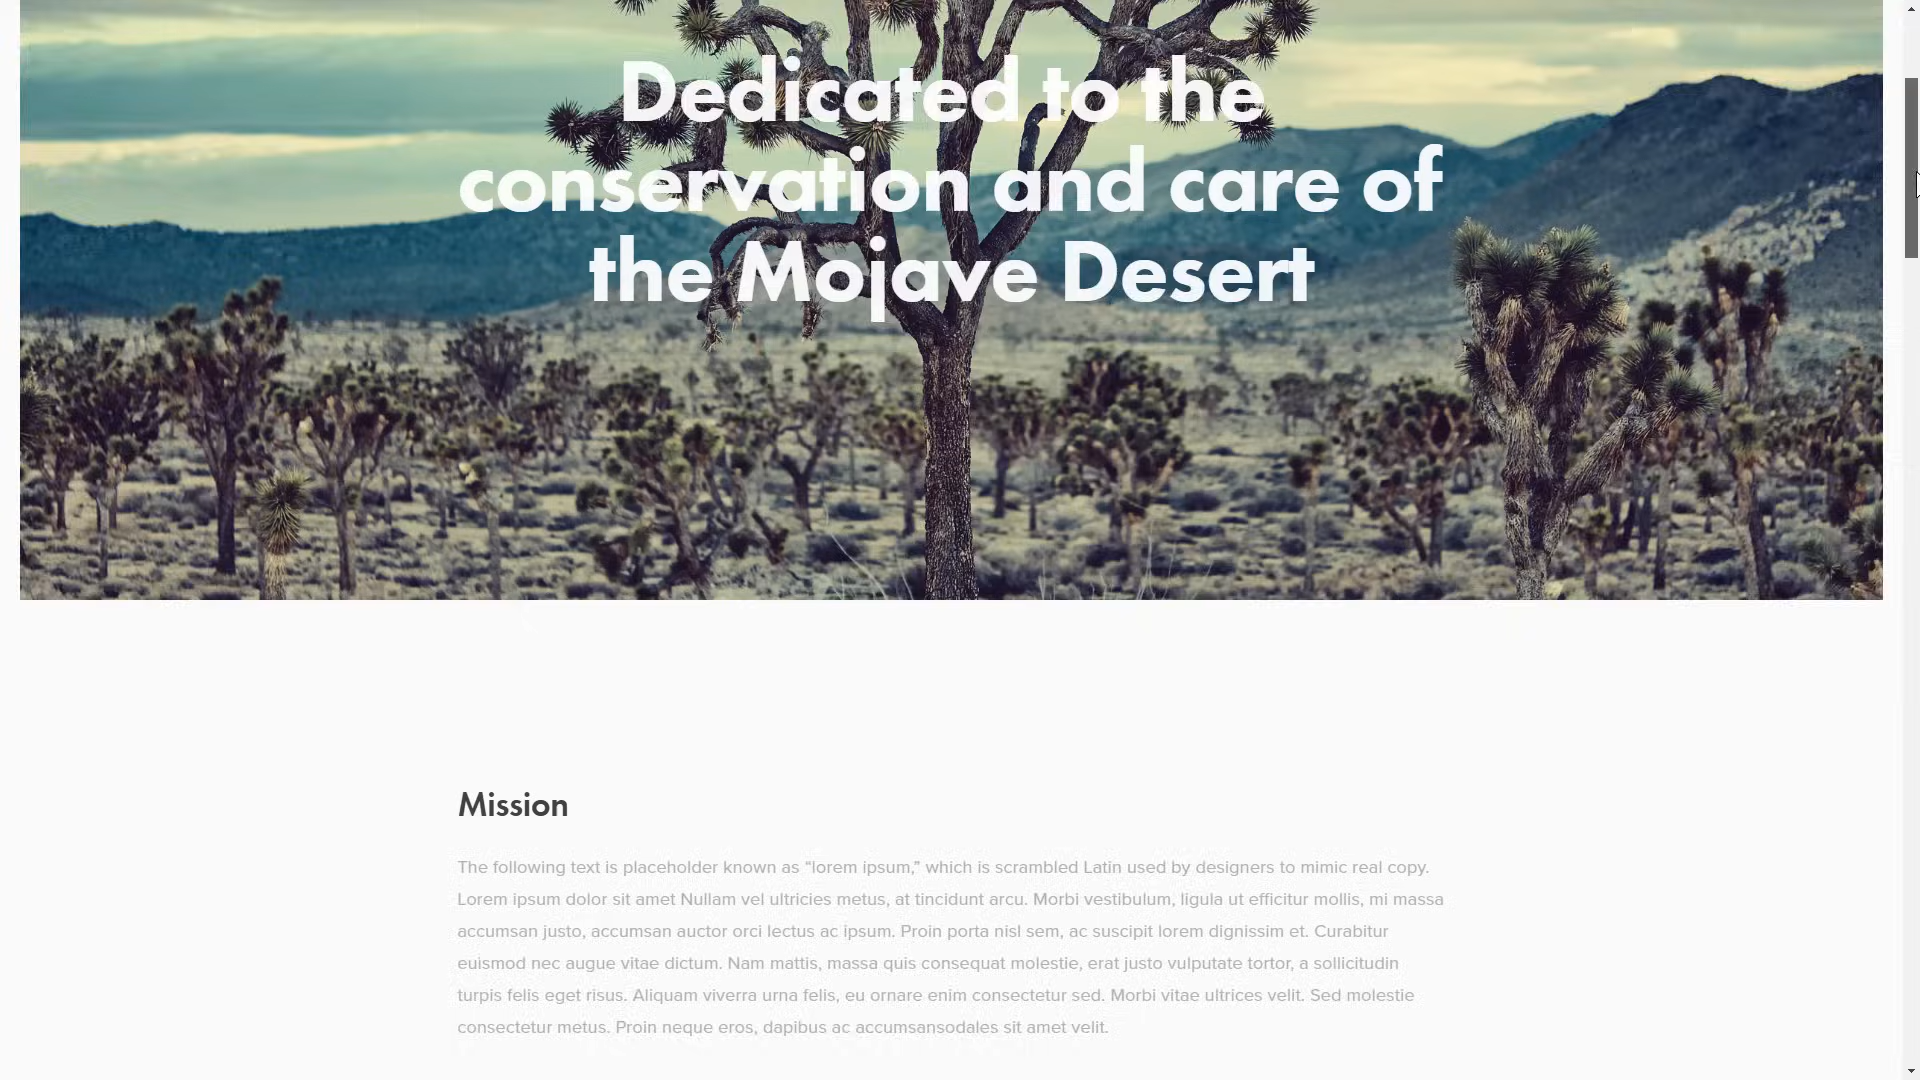 Dedicated to the
conservation and care of
the Mojave Desert
Mission
The following text is placeholder known as “lorem ipsum,” which is scrambled Latin used by designers to mimic real copy.
Lorem ipsum dolor sit amet Nullam vel ultricies metus, at tincidunt arcu. Morbi vestibulum, ligula ut efficitur mollis, mi massa
accumsan justo, accumsan auctor orci lectus ac ipsum. Proin porta nisl sem, ac suscipit lorem dignissim et. Curabitur
euismod nec augue vitae dictum. Nam mattis, massa quis consequat molestie, erat justo vulputate tortor, a sollicitudin
turpis felis eget risus. Aliquam viverra urna felis, eu ornare enim consectetur sed. Morbi vitae ultrices velit. Sed molestie
consectetur metus. Proin neque eros, dapibus ac accumsansodales sit amet velit.